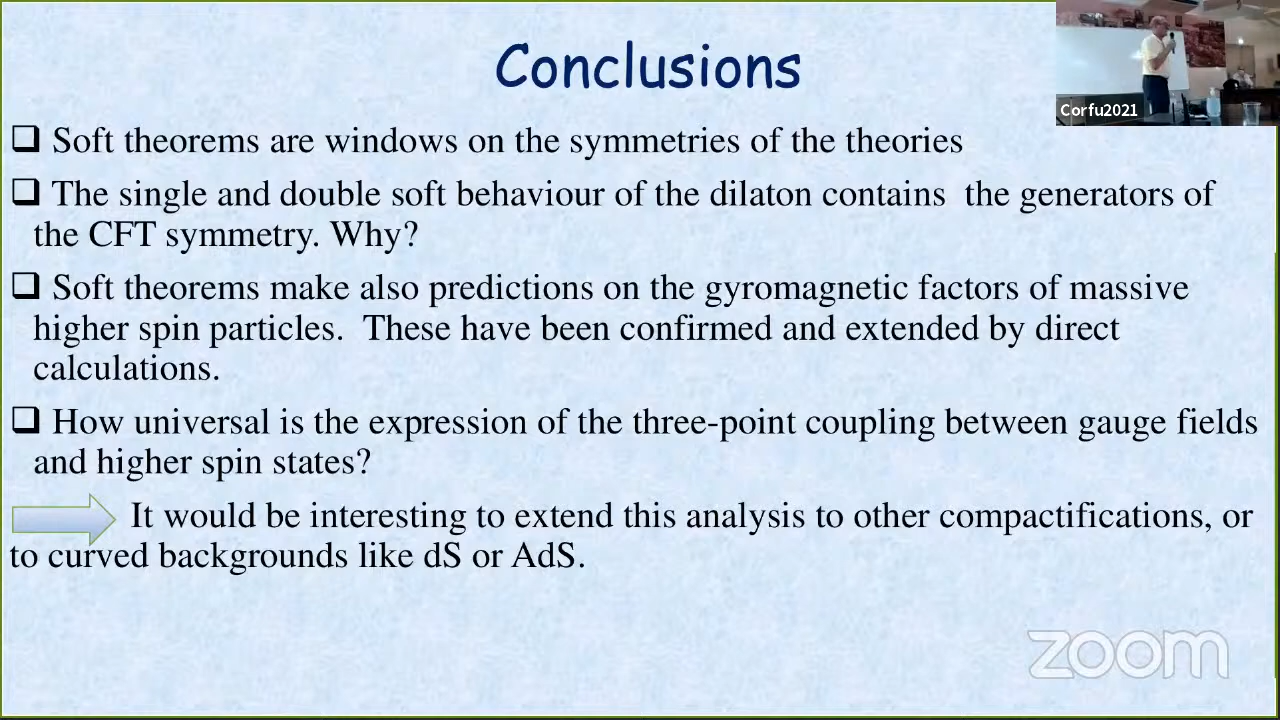 Conclusions
Corfu2021
❑ Soft theorems are windows on the symmetries of the theories
❑ The single and double soft behaviour of the dilaton contains the generators of
the CFT symmetry. Why?
❑ Soft theorems make also predictions on the gyromagnetic factors of massive
higher spin particles. These have been confirmed and extended by direct
calculations.
❑ How universal is the expression of the three-point coupling between gauge fields
and higher spin states?
It would be interesting to extend this analysis to other compactifications, or
to curved backgrounds like dS or AdS.
zoom